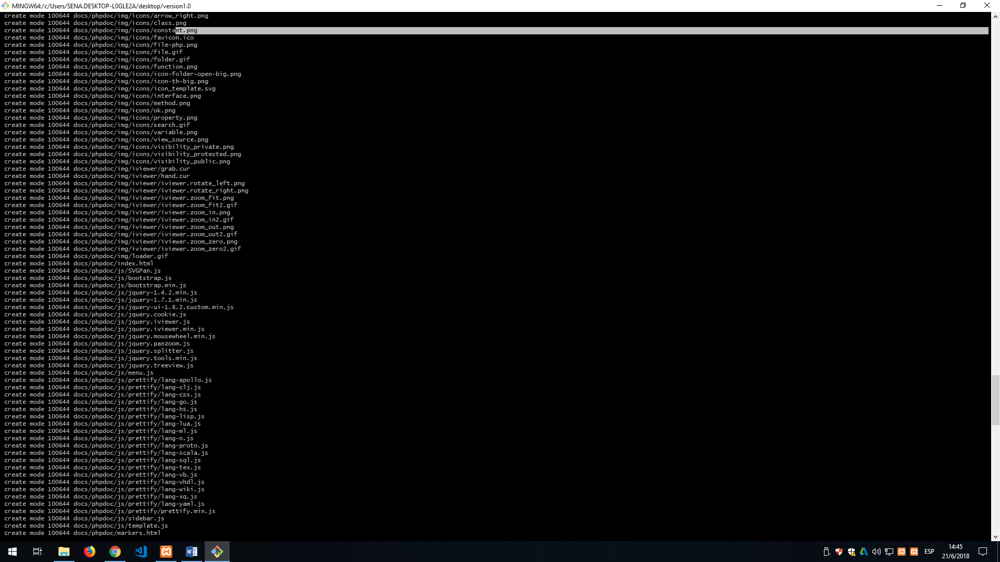 MINGW64:/c/Users/SENA.DESKTOP-L0GLE2A/desktop/version1.0
create mode 100644 docs/phpdoc/img/icons/arrow_right.png
create mode 100644 docs/phpdoc/img/icons/class.png
create mode 100644 docs/phpdoc/img/icons/constant.png
create mode 100644 docs/phpdoc/img/icons/favicon.ico
create mode 100644 docs/phpdoc/img/icons/file-php.png
create mode 100644 docs/phpdoc/img/icons/file.gif
create mode 100644 docs/phpdoc/img/icons/folder.gif
create mode 100644 docs/phpdoc/img/icons/function.png
create mode 100644 docs/phpdoc/img/icons/icon-folder-open-big.png
create mode 100644 docs/phpdoc/img/icons/icon-th-big.png
create mode 100644 docs/phpdoc/img/icons/icon_template.svg
create mode 100644 docs/phpdoc/img/icons/interface.png
create mode 100644 docs/phpdoc/img/icons/method.png
create mode 100644 docs/phpdoc/img/icons/ok.png
create mode 100644 docs/phpdoc/img/icons/property.png
create mode 100644 docs/phpdoc/img/icons/search.gif
create mode 100644 docs/phpdoc/img/icons/variable.png
create mode 100644 docs/phpdoc/img/icons/view_source.png
create mode 100644 docs/phpdoc/img/icons/visibility_private.png
create mode 100644 docs/phpdoc/img/icons/visibility_protected.png
create mode 100644 docs/phpdoc/img/icons/visibility_public.png
create mode 100644 docs/phpdoc/img/iviewer/grab.cur
create mode 100644 docs/phpdoc/img/iviewer/hand.cur
create mode 100644 docs/phpdoc/img/iviewer/iviewer.rotate_left.png
create mode 100644 docs/phpdoc/img/iviewer/iviewer.rotate_right.png
create mode 100644 docs/phpdoc/img/iviewer/iviewer.zoom_fit.png
create mode 100644 docs/phpdoc/img/iviewer/iviewer.zoom_fit2.gif
create mode 100644 docs/phpdoc/img/iviewer/iviewer.zoom_in.png
create mode 100644 docs/phpdoc/img/iviewer/iviewer.zoom_in2.gif
create mode 100644 docs/phpdoc/img/iviewer/iviewer.zoom_out.png
create mode 100644 docs/phpdoc/img/iviewer/iviewer.zoom_out2.gif
create mode 100644 docs/phpdoc/img/iviewer/iviewer.zoom_zero.png
create mode 100644 docs/phpdoc/img/iviewer/iviewer.zoom_zero2.gif
create mode 100644 docs/phpdoc/img/loader.gif
create mode 100644 docs/phpdoc/index.html
create mode 100644 docs/phpdoc/js/SVGPan.js
create mode 100644 docs/phpdoc/js/bootstrap.js
create mode 100644 docs/phpdoc/js/bootstrap.min.js
create mode 100644 docs/phpdoc/js/jquery-1.4.2.min.js
create mode 100644 docs/phpdoc/js/jquery-1.7.1.min.js
create mode 100644 docs/phpdoc/js/jquery-ui-1.8.2.custom.min.js
create mode 100644 docs/phpdoc/js/jquery.cookie.js
create mode 100644 docs/phpdoc/js/jquery.iviewer.js
create mode 100644 docs/phpdoc/js/jquery.iviewer.min.js
create mode 100644 docs/phpdoc/js/jquery.mousewheel.min.js
create mode 100644 docs/phpdoc/js/jquery.panzoom.js
create mode 100644 docs/phpdoc/js/jquery.splitter.js
create mode 100644 docs/phpdoc/js/jquery.tools.min.js
create mode 100644 docs/phpdoc/js/jquery.treeview.js
create mode 100644 docs/phpdoc/js/menu.js
create mode 100644 docs/phpdoc/js/prettify/lang-apollo.js
create mode 100644 docs/phpdoc/js/prettify/lang-clj.js
create mode 100644 docs/phpdoc/js/prettify/lang-css.js
create mode 100644 docs/phpdoc/js/prettify/lang-go.js
create mode 100644 docs/phpdoc/js/prettify/lang-hs.js
create mode 100644 docs/phpdoc/js/prettify/lang-lisp.js
create mode 100644 docs/phpdoc/js/prettify/lang-lua.js
create mode 100644 docs/phpdoc/js/prettify/lang-ml.js
create mode 100644 docs/phpdoc/js/prettify/lang-n.js
create mode 100644 docs/phpdoc/js/prettify/lang-proto.js
create mode 100644 docs/phpdoc/js/prettify/lang-scala.js
create mode 100644 docs/phpdoc/js/prettify/lang-sql.js
create mode 100644 docs/phpdoc/js/prettify/lang-tex.js
create mode 100644 docs/phpdoc/js/prettify/lang-vb.js
create mode 100644 docs/phpdoc/js/prettify/lang-vhdl.js
create mode 100644 docs/phpdoc/js/prettify/lang-wiki.js
create mode 100644 docs/phpdoc/js/prettify/lang-xq.js
create mode 100644 docs/phpdoc/js/prettify/lang-yaml.js
create mode 100644 docs/phpdoc/js/prettify/prettify.min.js
create mode 100644 docs/phpdoc/js/sidebar.js
create mode 100644 docs/phpdoc/js/template.js
create mode 100644 docs/phpdoc/markers.html
ESP
14:45
21/6/2018